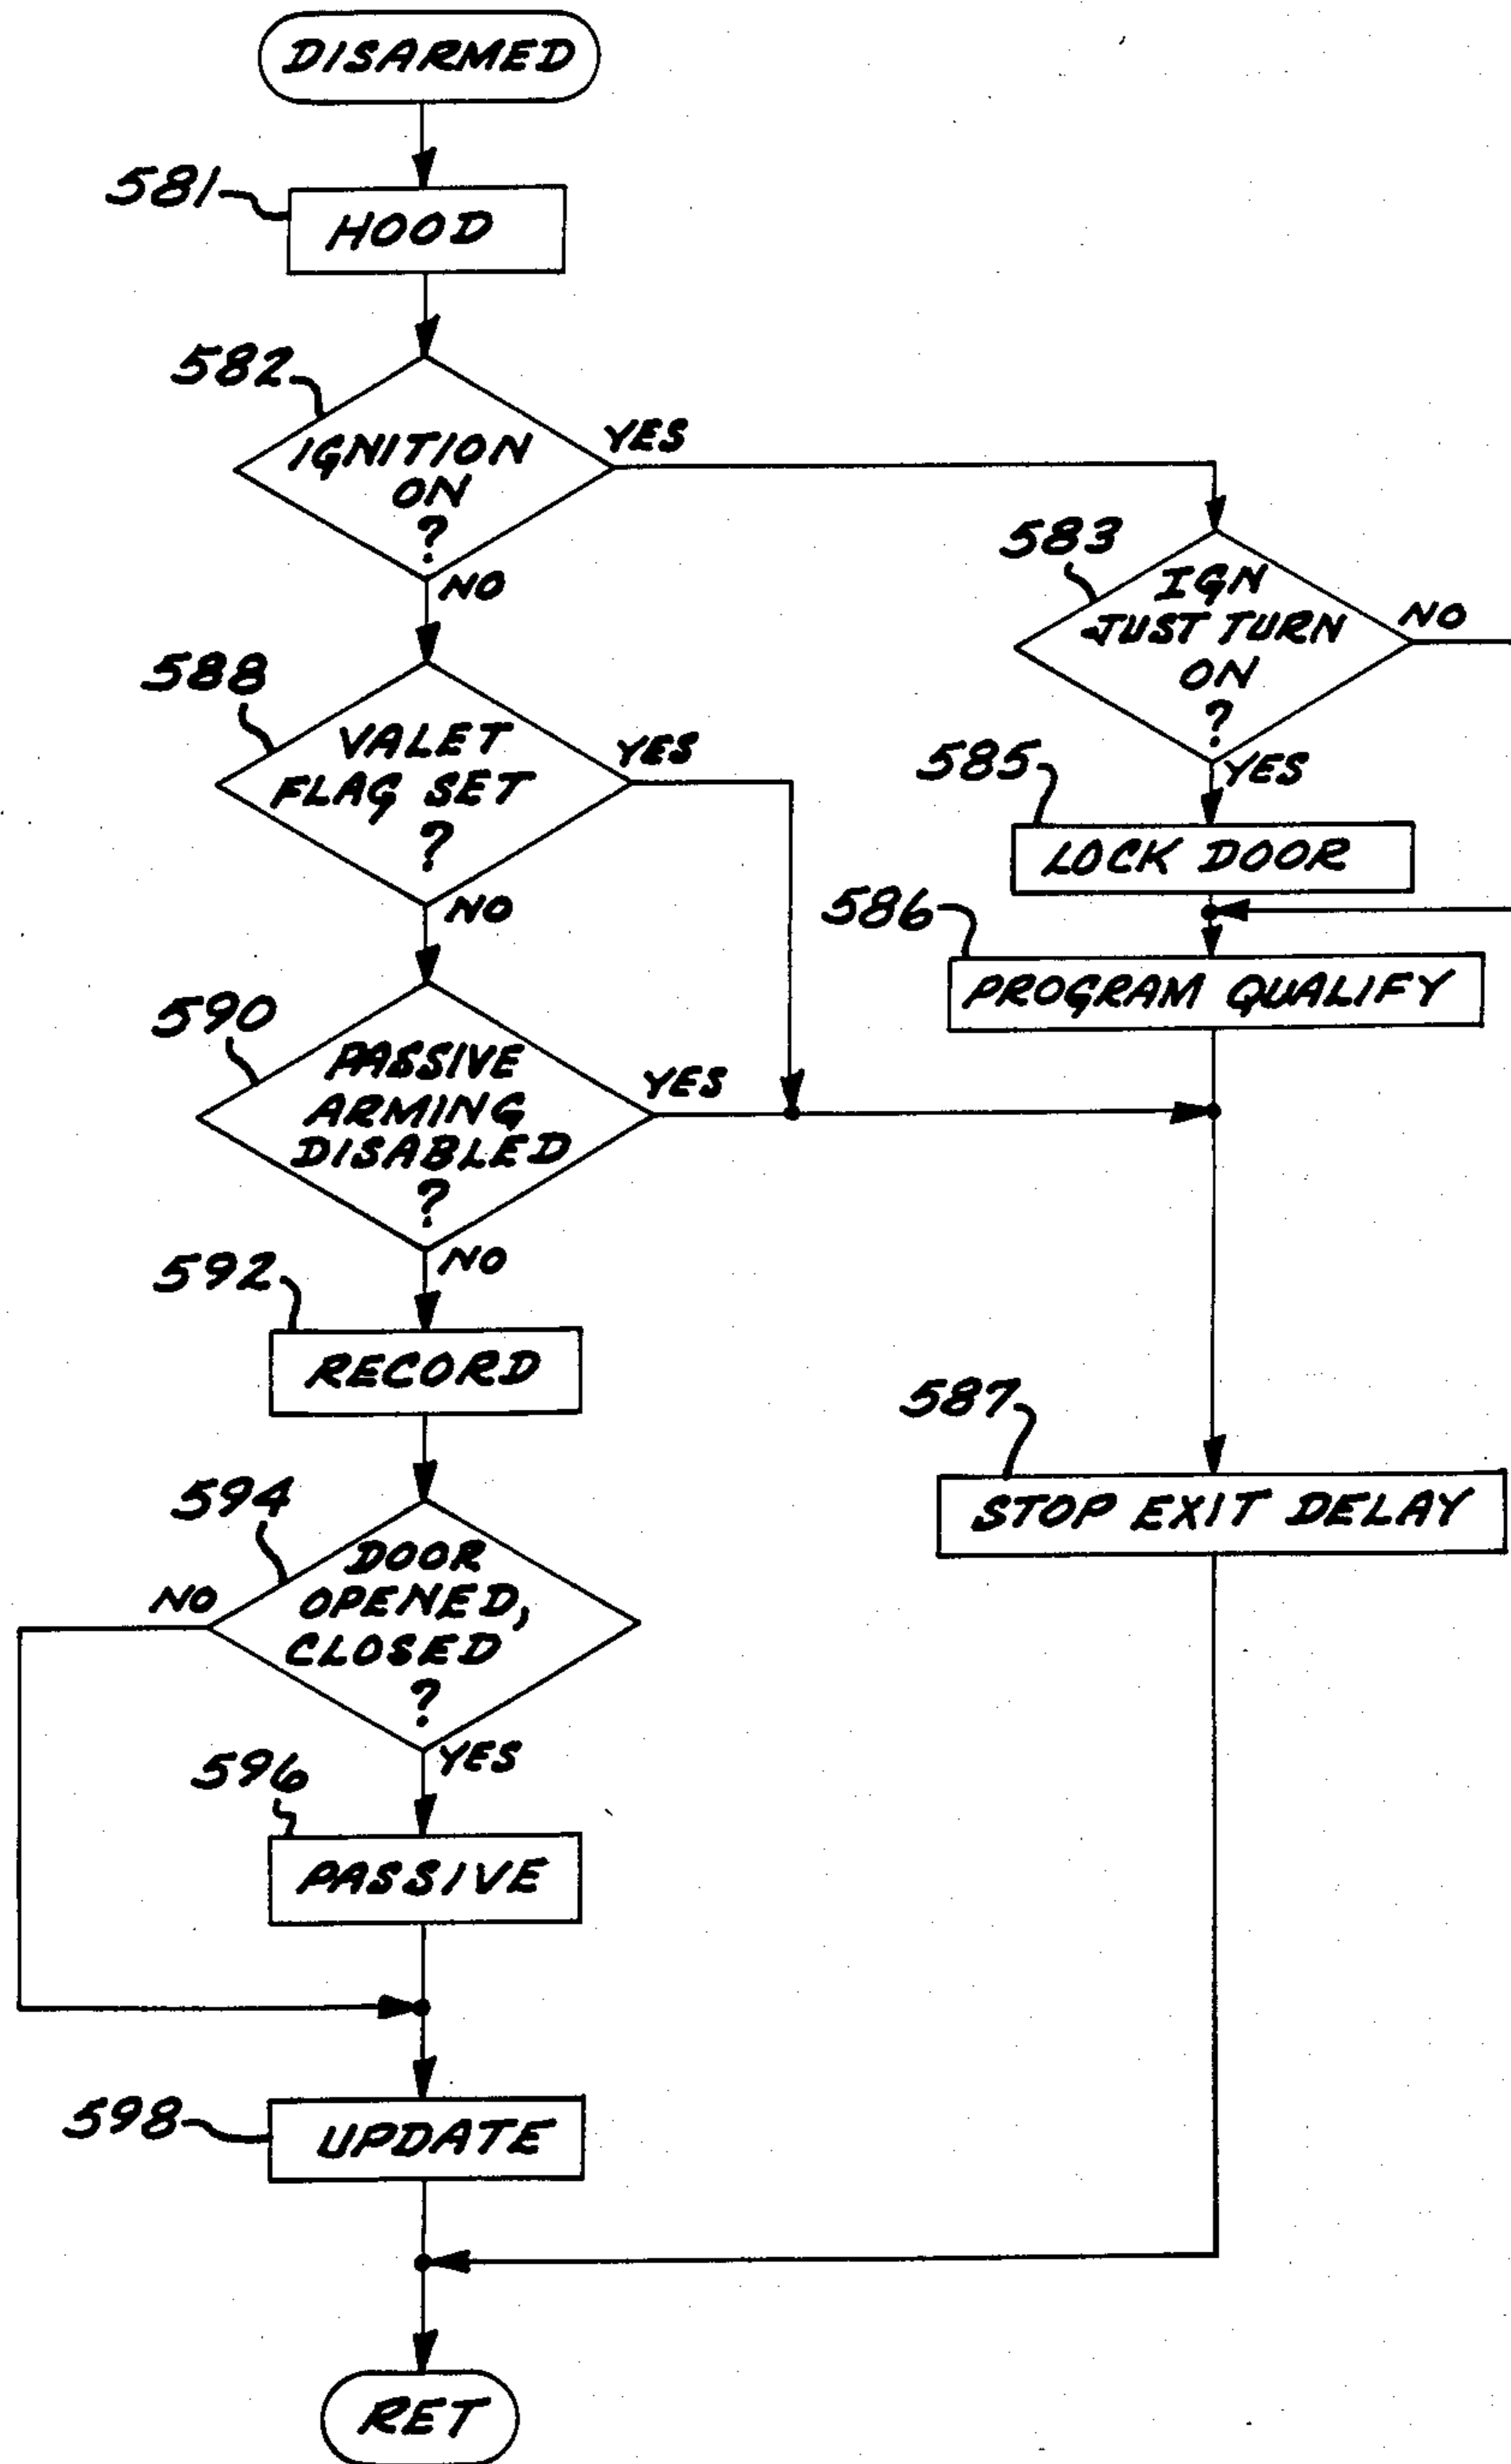 DISARMED
581
HOOD
582
IGNITION
ON
?
YES
NO
583
IGN
JUST TURN
ON
?
NO
YES
588
VALET
FLAG SET
?
YES
NO
585
LOCK DOOR
586
PROGRAM QUALIFY
590
PASSIVE
ARMING
DISABLED
?
YES
NO
592
RECORD
587
STOP EXIT DELAY
594
DOOR
OPENED,
CLOSED
?
NO
YES
596
PASSIVE
598
UPDATE
RET